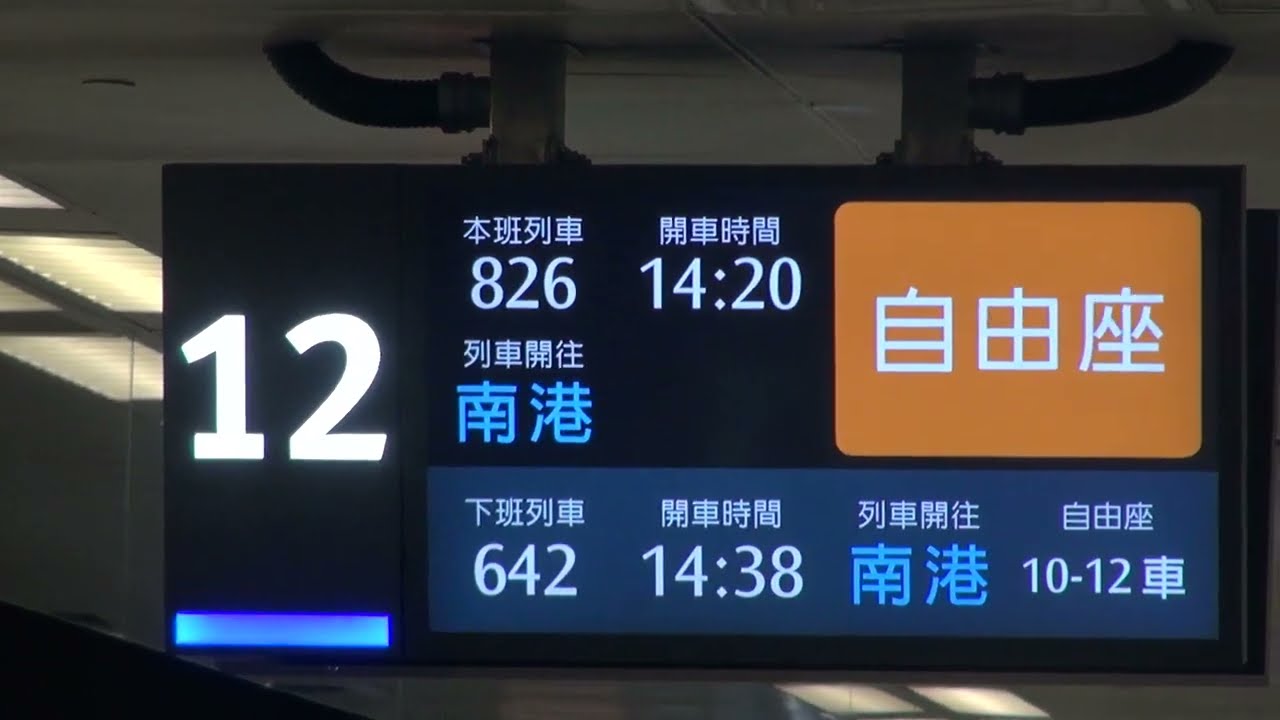 12
本班列車 開車時間
826 14:20
列車開往
南港
自由座
下班列車 開車時間 列車開往 自由座
642 14:38 南港 10-12 車